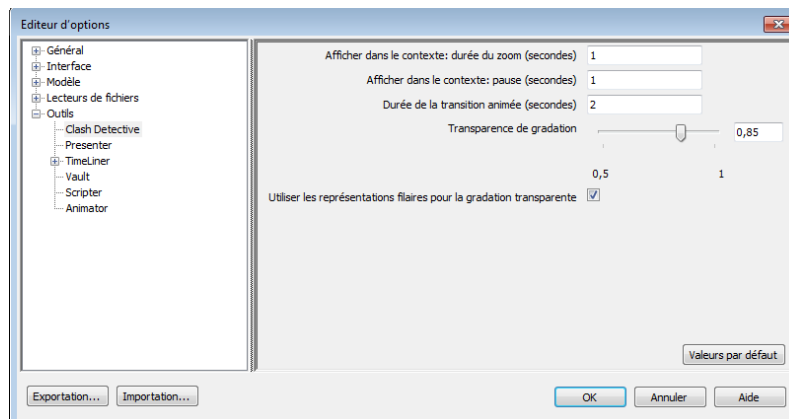 Editeur d'options
Général
Interface
Modèle
Lecteurs de fichiers
Outils
Clash Detective
Presenter
TimeLiner
Vault
Scripter
Animator
Afficher dans le contexte: durée du zoom (secondes) 1
Afficher dans le contexte: pause (secondes) 1
Durée de la transition animée (secondes) 2
Transparence de gradation 0,85
0,5 1
Utiliser les représentations filaires pour la gradation transparente
Valeurs par défaut
Exportation... Importation... OK Annuler Aide